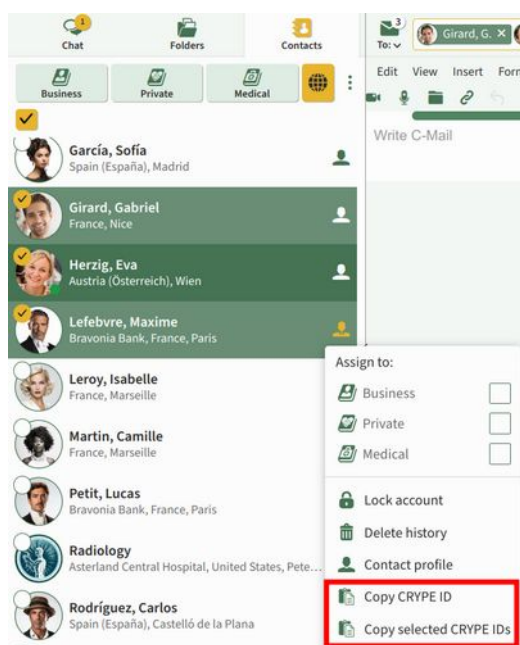 1
Chat
Folders
Contacts
Business
Private
Medical
García, Sofía
Spain (España), Madrid
Girard, Gabriel
France, Nice
Herzig, Eva
Austria (Österreich), Wien
Lefebvre, Maxime
Bravonia Bank, France, Paris
Leroy, Isabelle
France, Marseille
Martin, Camille
France, Marseille
Petit, Lucas
Bravonia Bank, France, Paris
Radiology
Asterland Central Hospital, United States, Pete...
Rodríguez, Carlos
Spain (España), Castelló de la Plana
3
To:
Girard, G. ×
Edit View Insert Form
Write C-Mail
Assign to:
Business
Private
Medical
Lock account
Delete history
Contact profile
Copy CRYPE ID
Copy selected CRYPE IDs